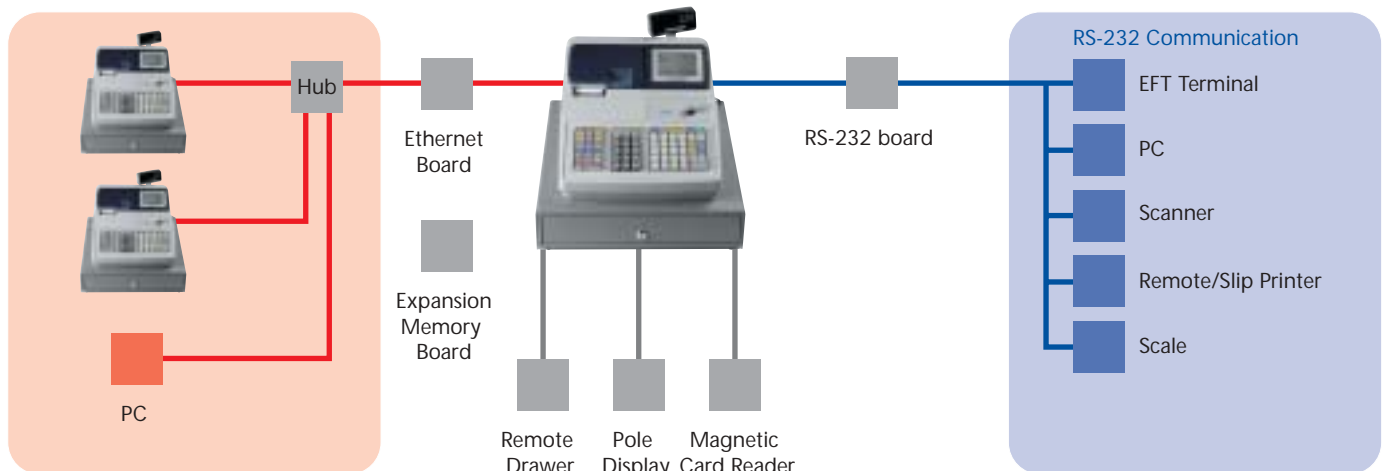 Hub
Ethernet
Board
Expansion
Memory
Board
PC
Remote
Drawer
Pole
Display
Magnetic
Card Reader
RS-232 board
RS-232 Communication
EFT Terminal
PC
Scanner
Remote/Slip Printer
Scale